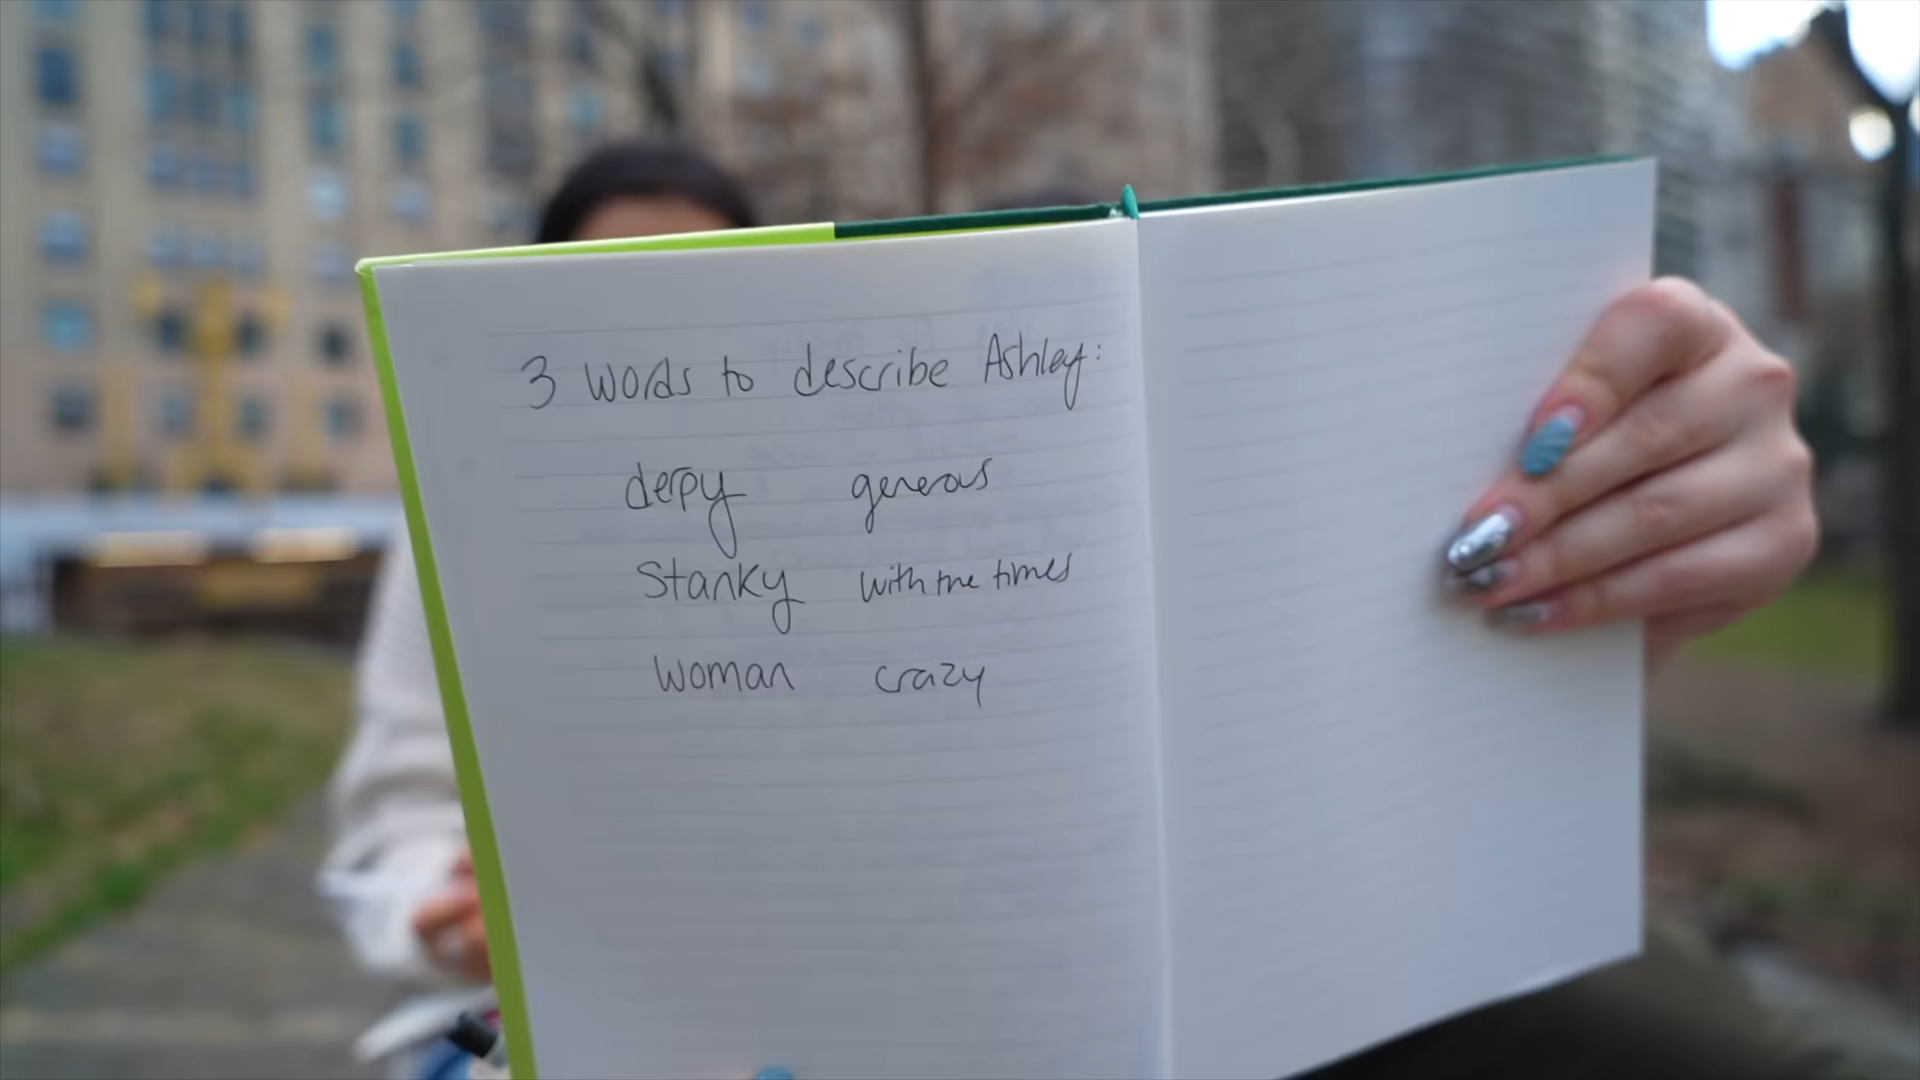 3 words to describe Ashley:
derpy generous
Stanky with the times
woman crazy